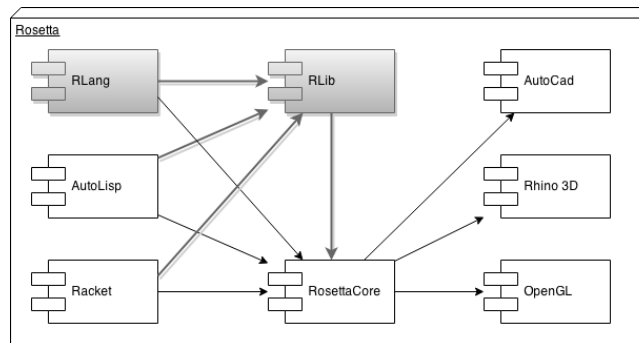 Rosetta
RLang
RLib
AutoCad
AutoLisp
Rhino 3D
Racket
RosettaCore
OpenGL